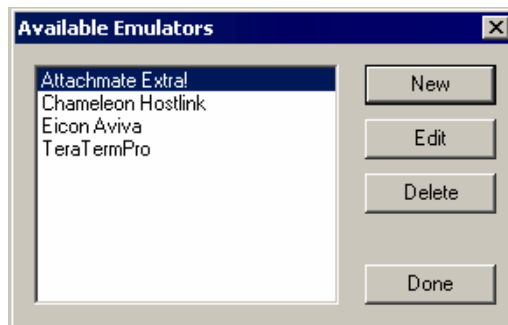 Available Emulators
Attachmate Extra!
Chameleon Hostlink
Eicon Aviva
TeraTermPro
New
Edit
Delete
Done